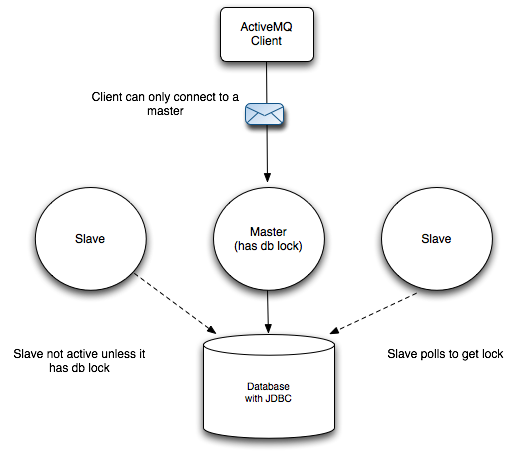 ActiveMQ
Client
Client can only connect to a
master
Slave
Master
(has db lock)
Slave
Slave not active unless it
has db lock
Slave polls to get lock
Database
with JDBC